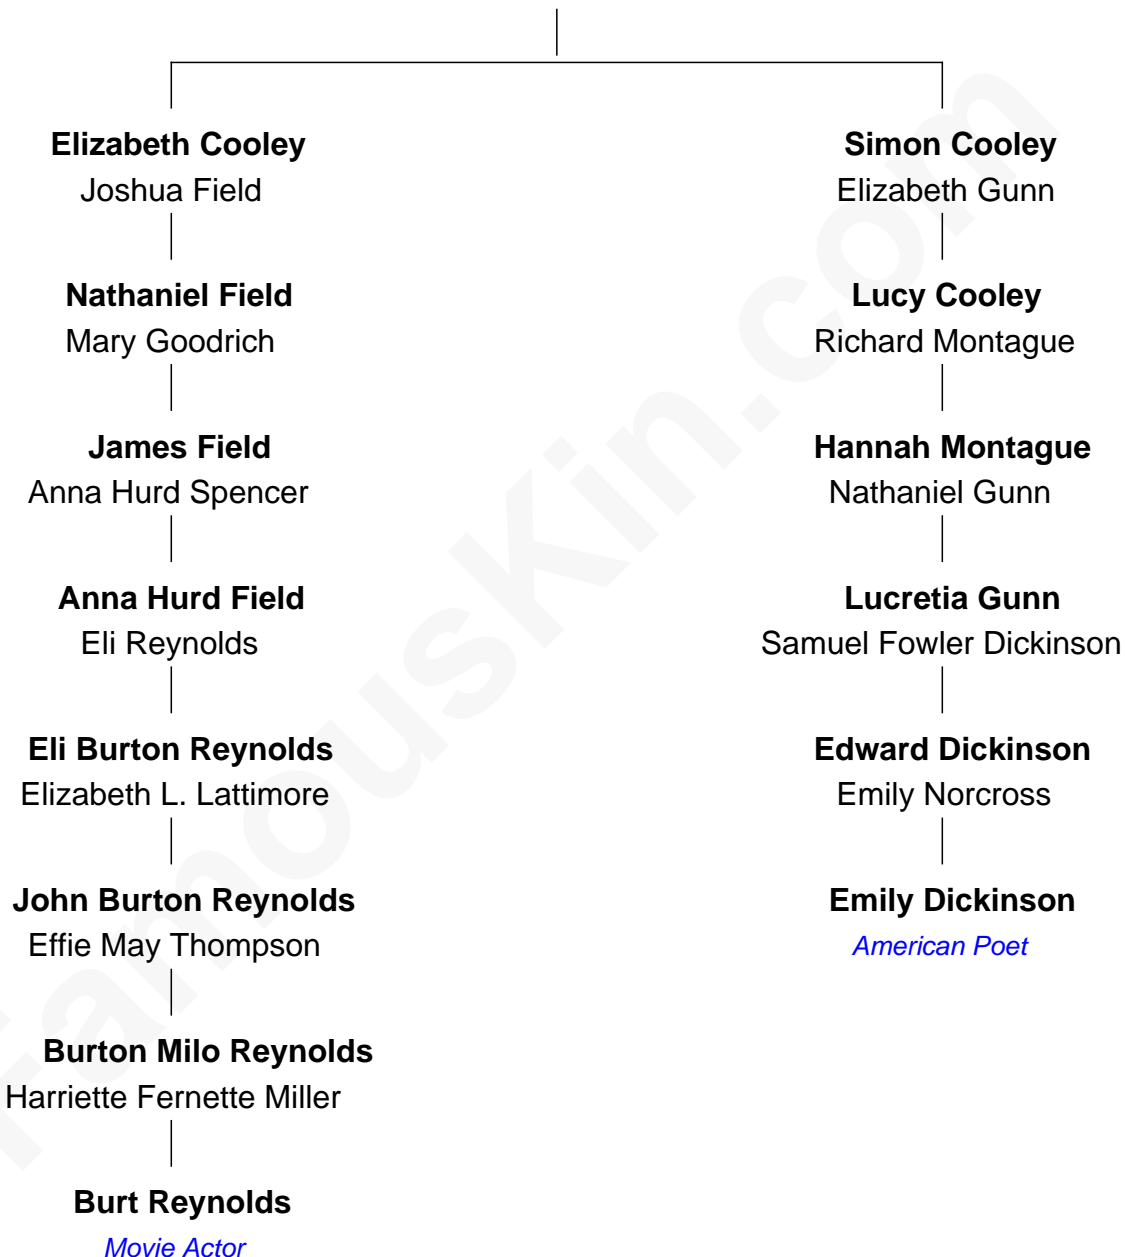 Elizabeth Cooley
Joshua Field
Nathaniel Field
Mary Goodrich
James Field
Anna Hurd Spencer
Anna Hurd Field
Eli Reynolds
Eli Burton Reynolds
Elizabeth L. Lattimore
John Burton Reynolds
Effie May Thompson
Burton Milo Reynolds
Harriette Fernette Miller
Burt Reynolds
Movie Actor
Simon Cooley
Elizabeth Gunn
Lucy Cooley
Richard Montague
Hannah Montague
Nathaniel Gunn
Lucretia Gunn
Samuel Fowler Dickinson
Edward Dickinson
Emily Norcross
Emily Dickinson
American Poet
FamousKin.com